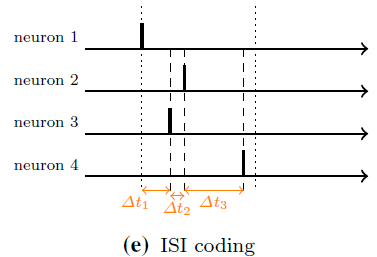 neuron 1
neuron 2
neuron 3
neuron 4
Δt₁ Δt₂ Δt₃
(e) ISI coding